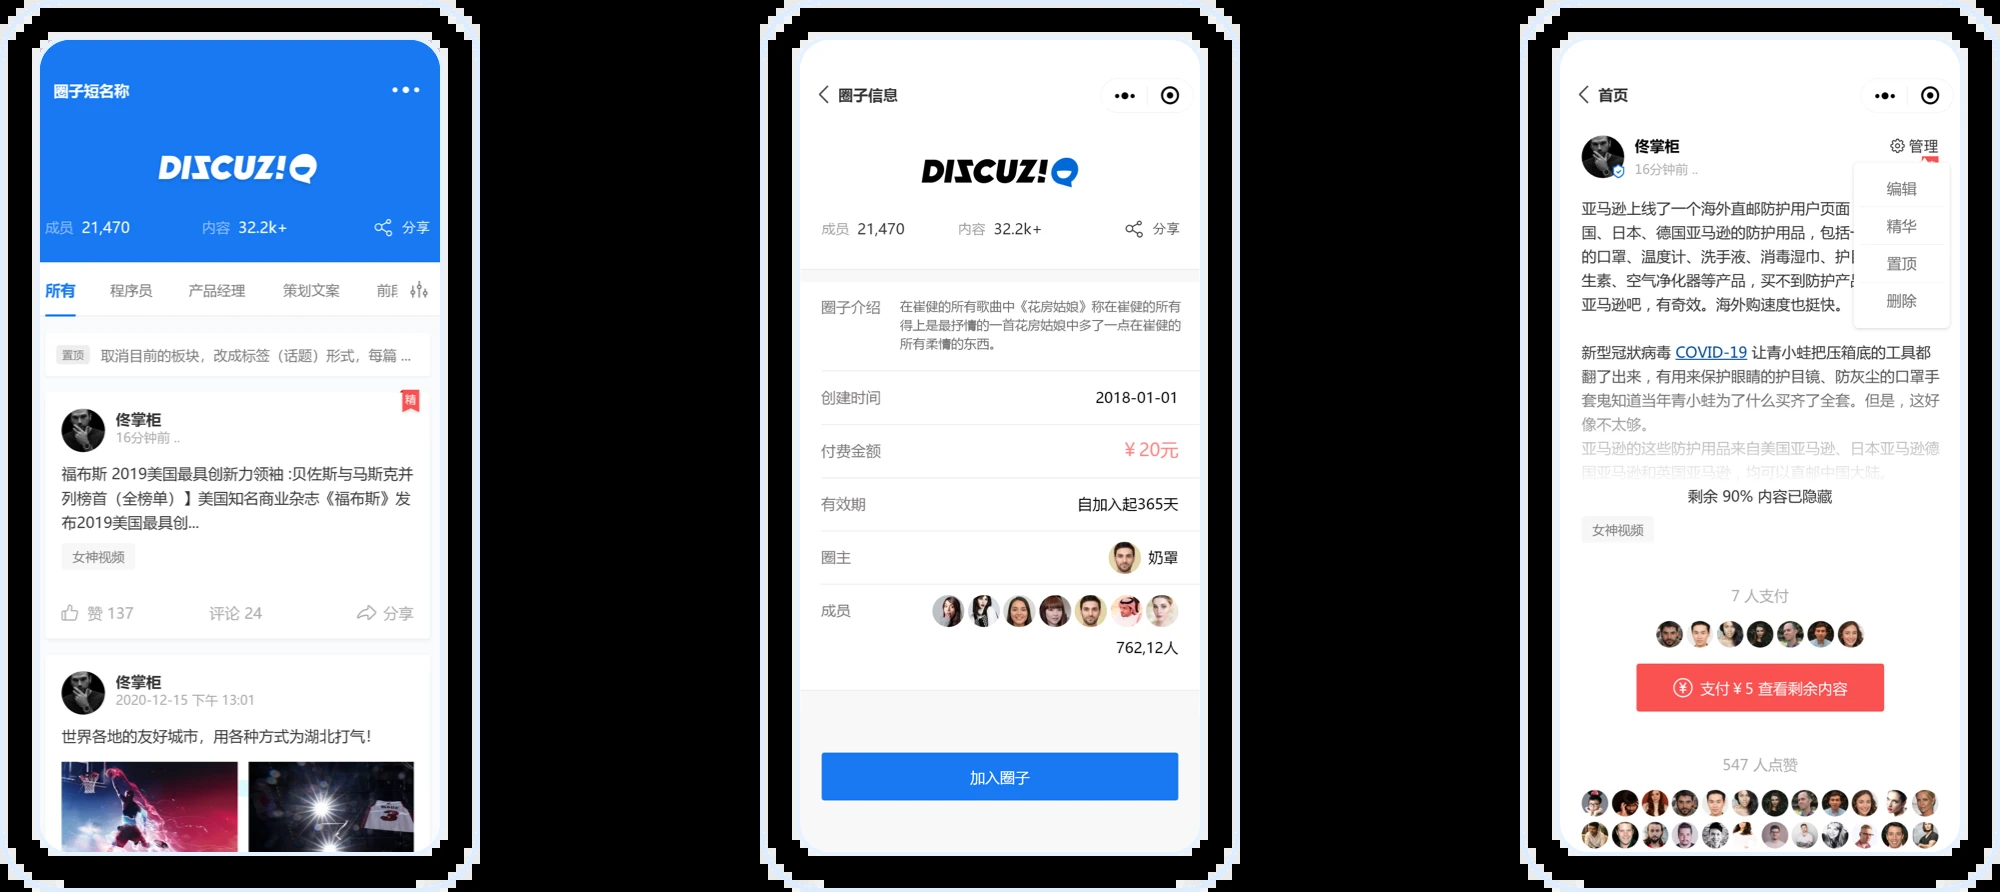 圈子短名称
DISCUZ!Q
成员 21,470 内容 32.2k+ 分享
所有 程序员 产品经理 策划文案
置顶 取消目前的板块，改成标签（话题）形式，每篇 ...
精
佟掌柜
16分钟前 ..
福布斯 2019美国最具创新力领袖 :贝佐斯与马斯克并
列榜首（全榜单）】美国知名商业杂志《福布斯》发
布2019美国最具创...
女神视频
赞 137 评论 24 分享
佟掌柜
2020-12-15 下午 13:01
世界各地的友好城市，用各种方式为湖北打气！
3
圈子信息
DISCUZ!Q
成员 21,470 内容 32.2k+ 分享
圈子介绍 在崔健的所有歌曲中《花房姑娘》称在崔健的所有
得上是最抒情的一首花房姑娘中多了一点在崔健的
所有柔情的东西。
创建时间 2018-01-01
付费金额 ￥20元
有效期 自加入起365天
圈主 奶罩
成员
762,12人
加入圈子
首页
佟掌柜 管理
16分钟前 ..
编辑
精华
置顶
删除
亚马逊上线了一个海外直邮防护用户页面
国、日本、德国亚马逊的防护用品，包括
的口罩、温度计、洗手液、消毒湿巾、护
生素、空气净化器等产品，买不到防护产
亚马逊吧，有奇效。海外购速度也挺快。
新型冠狀病毒 COVID-19 让青小蛙把压箱底的工具都
翻了出来，有用来保护眼睛的护目镜、防灰尘的口罩手
套鬼知道当年青小蛙为了什么买齐了全套。但是，这好
像不太够。
亚马逊的这些防护用品来自美国亚马逊、日本亚马逊德
国亚马逊和英国亚马逊，均可以直邮中国大陆。
剩余 90% 内容已隐藏
女神视频
7 人支付
支付￥5 查看剩余内容
547 人点赞